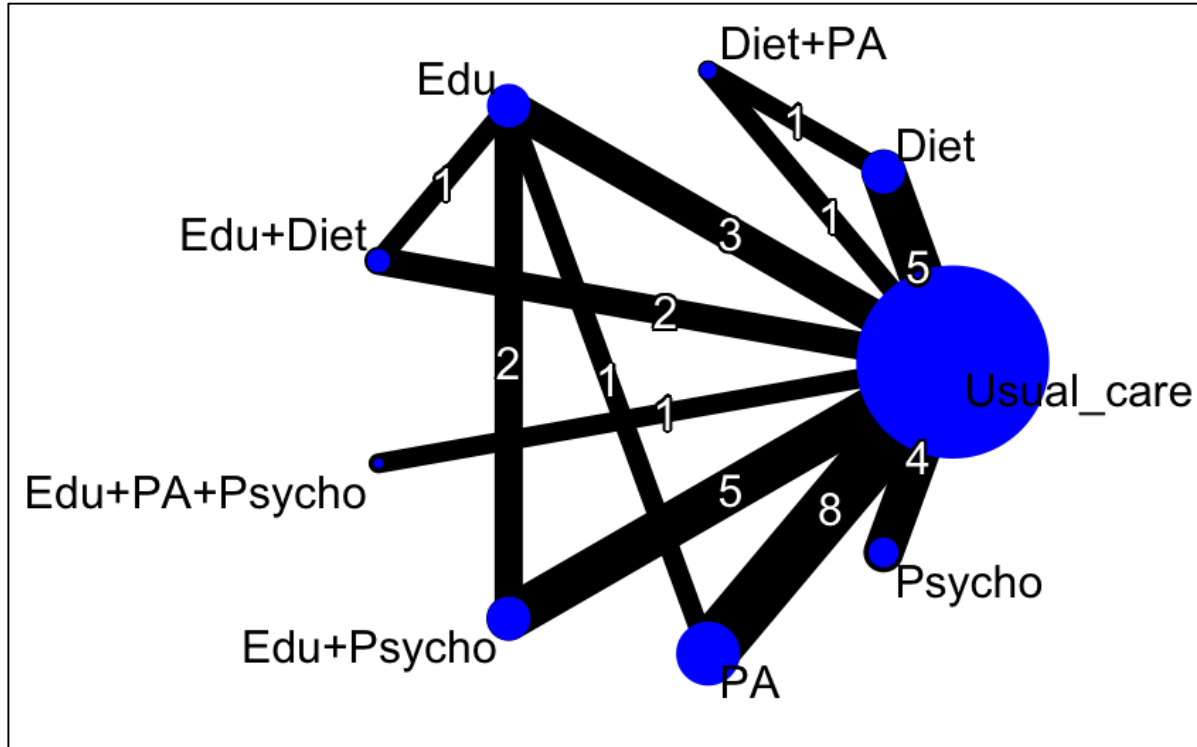 Diet+PA
Edu
1
Diet
1
1
3
Edu+Diet
5
2
2
1
Usual_care
1
4
Edu+PA+Psycho
5
8
Psycho
Edu+Psycho
PA